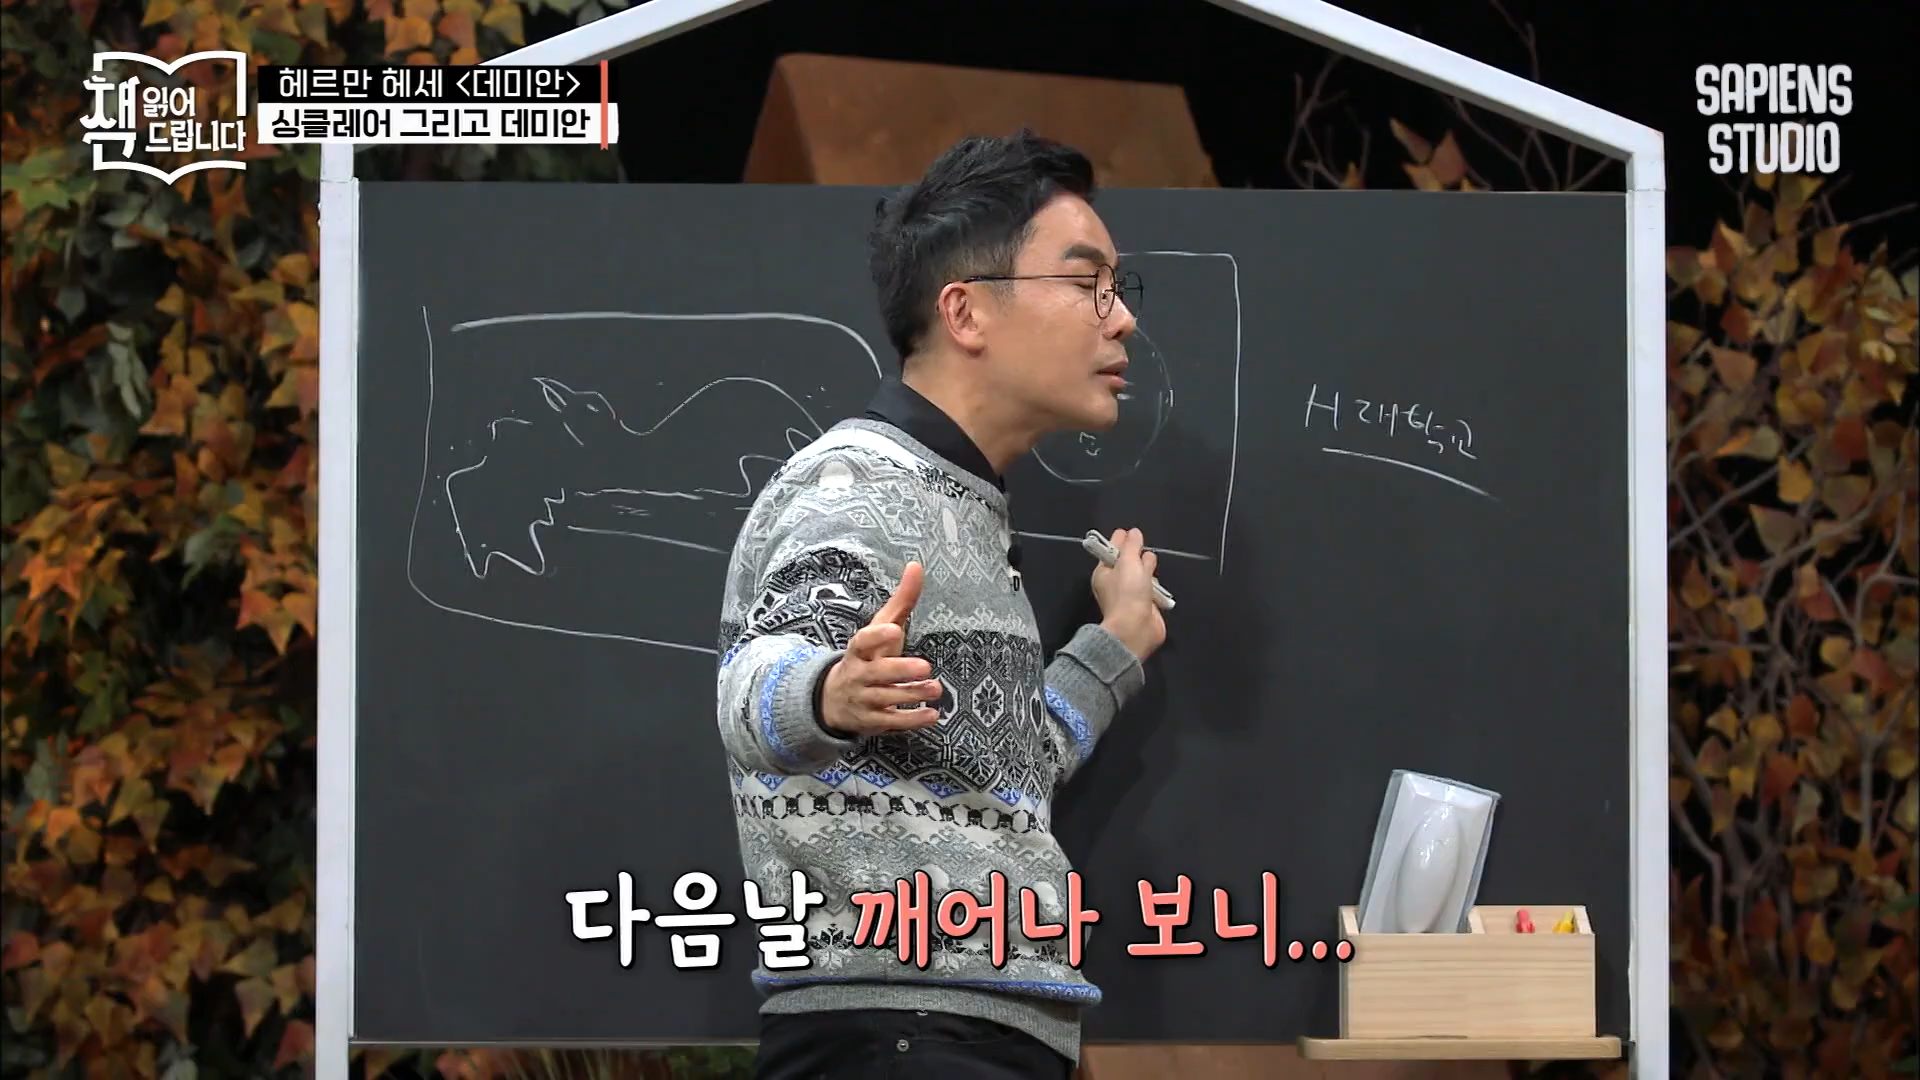 책 읽어
드립니다
헤르만 헤세 <데미안>
싱클레어 그리고 데미안
SAPIENS
STUDIO
H대학교
다음날 깨어나 보니...